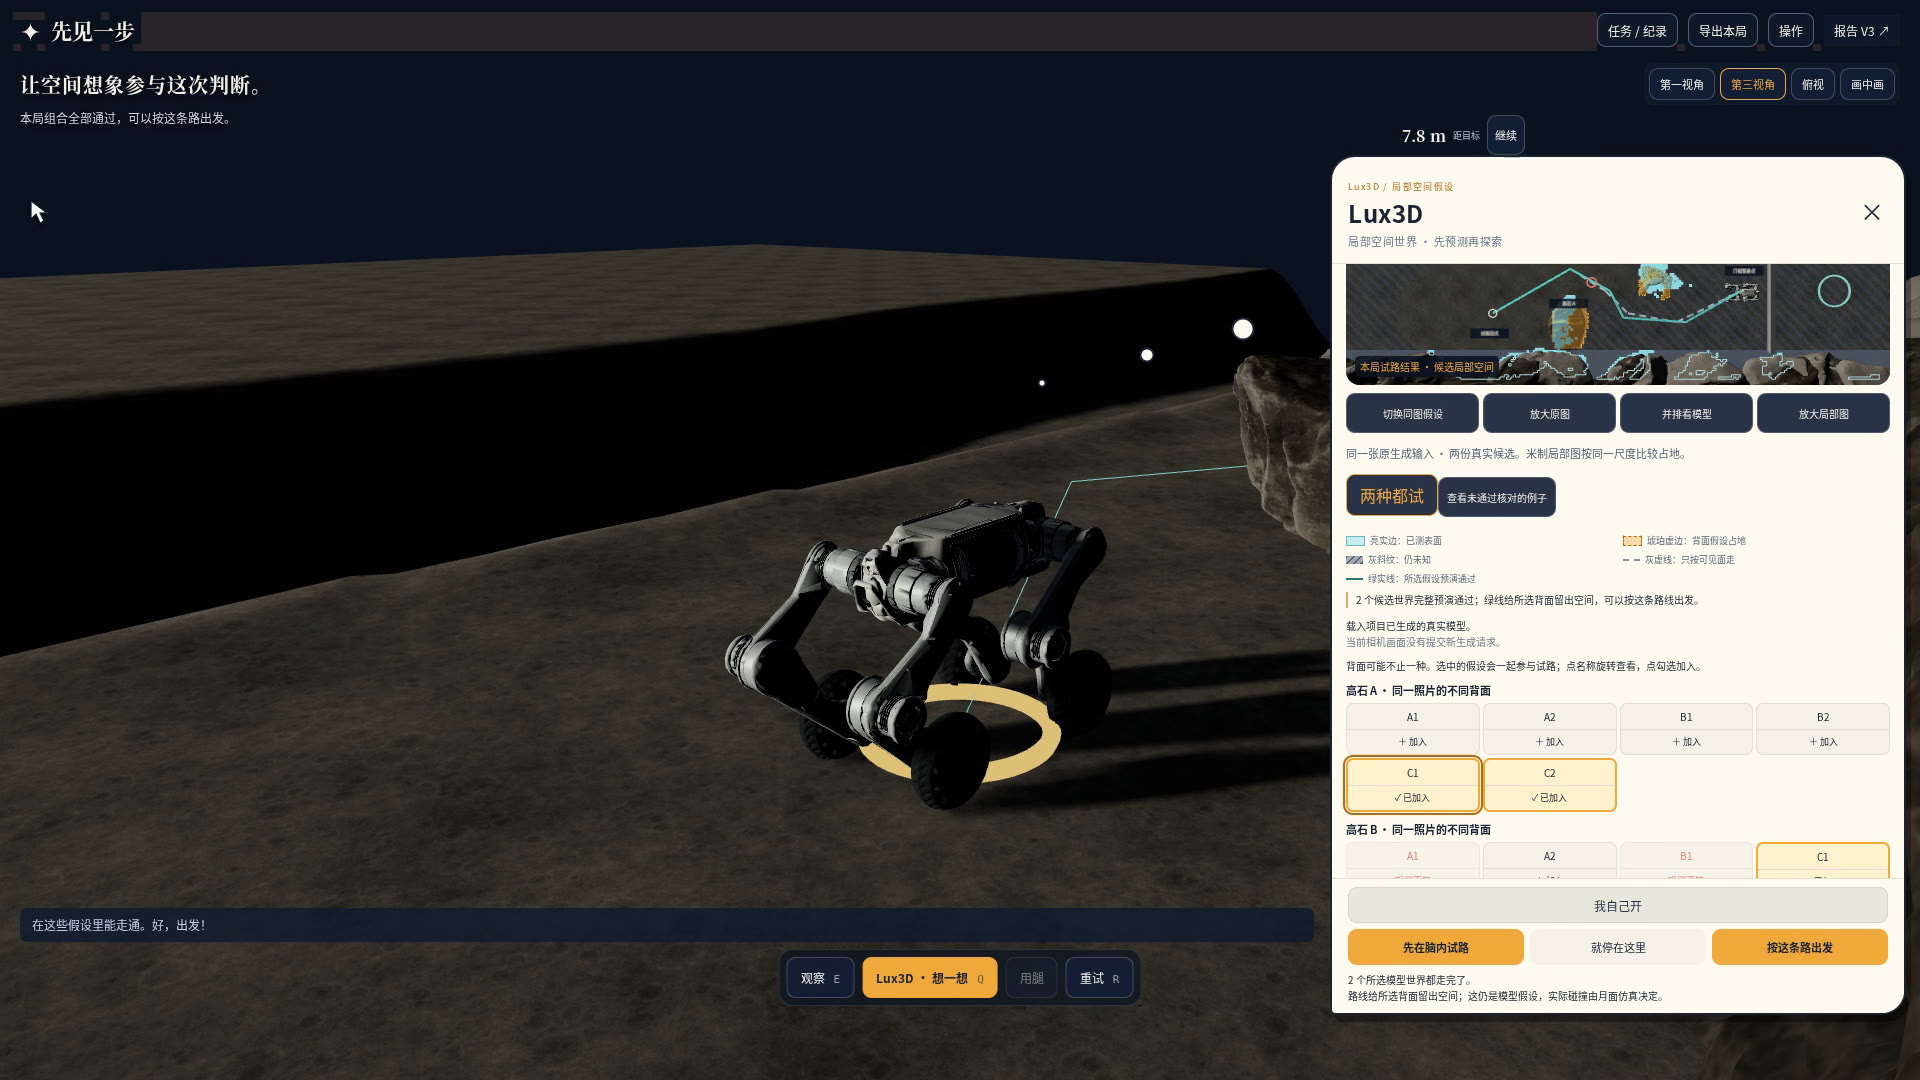 ✦ 先见一步
任务 / 纪录 导出本局 操作 报告 V3 ↗
让空间想象参与这次判断。
本局组合全部通过，可以按这条路出发。
第一视角 第三视角 俯视 画中画
7.8 m 距目标 继续
Lux3D / 局部空间假设
Lux3D
局部空间世界 · 先预测再探索
高石 A
本局试路结果 · 候选局部空间
切换同图假设 放大原图 并排看模型 放大局部图
同一张原生成输入 · 两份真实候选。米制局部图按同一尺度比较占地。
两种都试 查看未通过核对的例子
亮实边：已测表面 琥珀虚边：背面假设占地
灰斜纹：仍未知 灰虚线：只按可见面走
绿实线：所选假设预演通过
2 个候选世界完整预演通过；绿线给所选背面留出空间，可以按这条路线出发。
载入项目已生成的真实模型。
当前相机画面没有提交新生成请求。
背面可能不止一种。选中的假设会一起参与试路；点名称旋转查看，点勾选加入。
高石 A · 同一照片的不同背面
A1 A2 B1 B2
＋ 加入 ＋ 加入 ＋ 加入 ＋ 加入
C1 C2
✓ 已加入 ✓ 已加入
高石 B · 同一照片的不同背面
A1 A2 B1 C1
我自己开
先在脑内试路 就停在这里 按这条路出发
2 个所选模型世界都走完了。
路线给所选背面留出空间；这仍是模型假设，实际碰撞由月面仿真决定。
在这些假设里能走通。好，出发！
观察 E Lux3D · 想一想 Q 用腿 重试 R